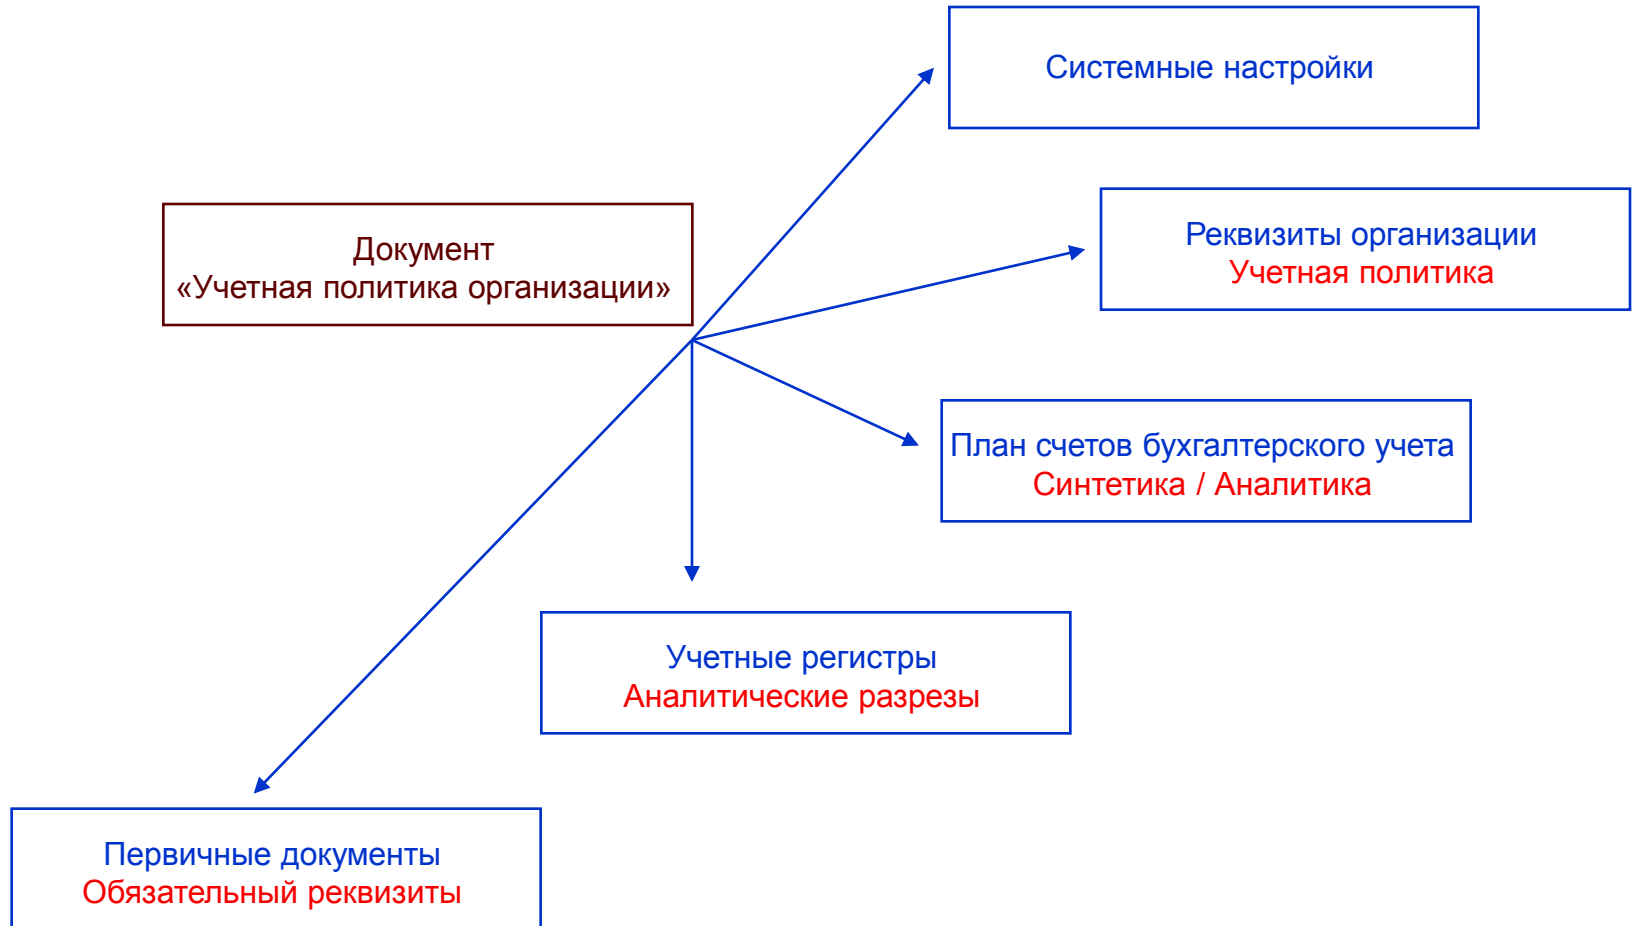 Системные настройки
Документ
«Учетная политика организации»
Реквизиты организации
Учетная политика
План счетов бухгалтерского учета
Синтетика / Аналитика
Учетные регистры
Аналитические разрезы
Первичные документы
Обязательный реквизиты